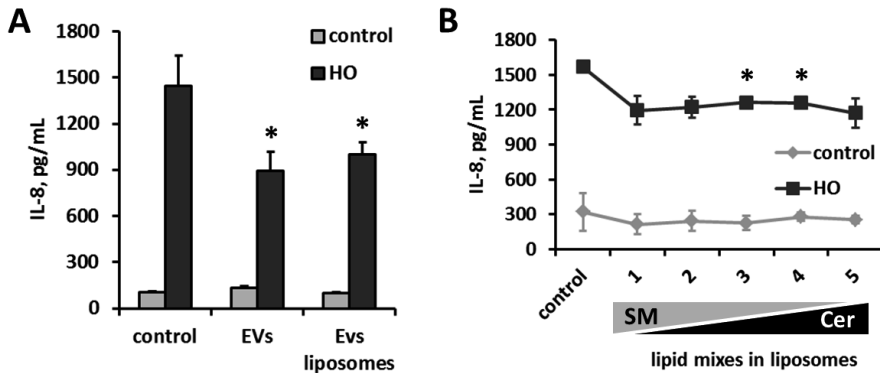 A
IL-8, pg/mL
1800
1500
1200
900
600
300
0
control
HO
*
*
control
EVs
Evs
liposomes
B
IL-8, pg/mL
1800
1500
1200
900
600
300
0
*
*
control
HO
control
1
2
3
4
5
SM
Cer
lipid mixes in liposomes